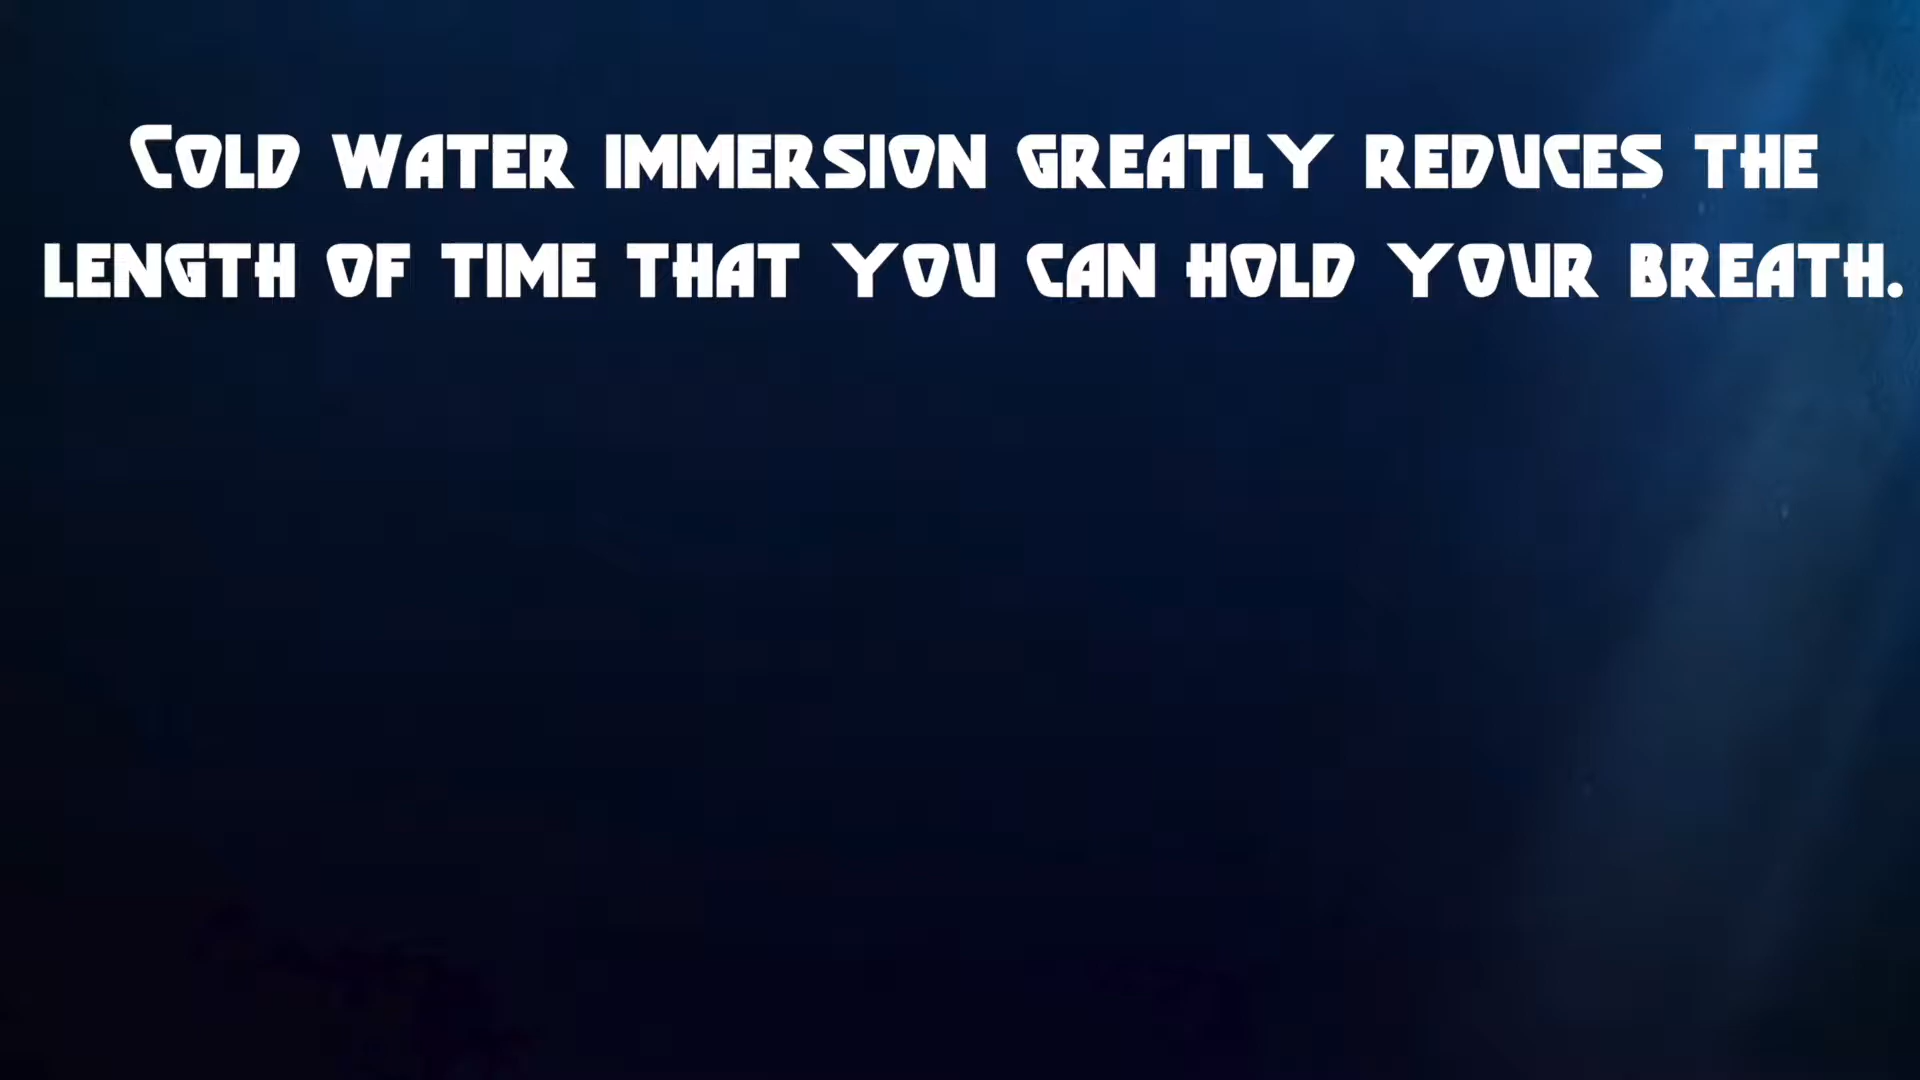 Cold water immersion greatly reduces the
length of time that you can hold your breath.